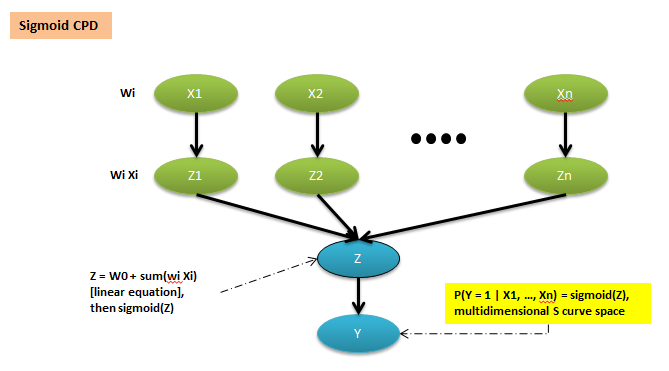 Sigmoid CPD
Wi
X1
X2
Xn
Wi Xi
Z1
Z2
Zn
Z
Z = W0 + sum(wi Xi)
[linear equation],
then sigmoid(Z)
P(Y = 1 | X1, ..., Xn) = sigmoid(Z),
multidimensional S curve space
Y